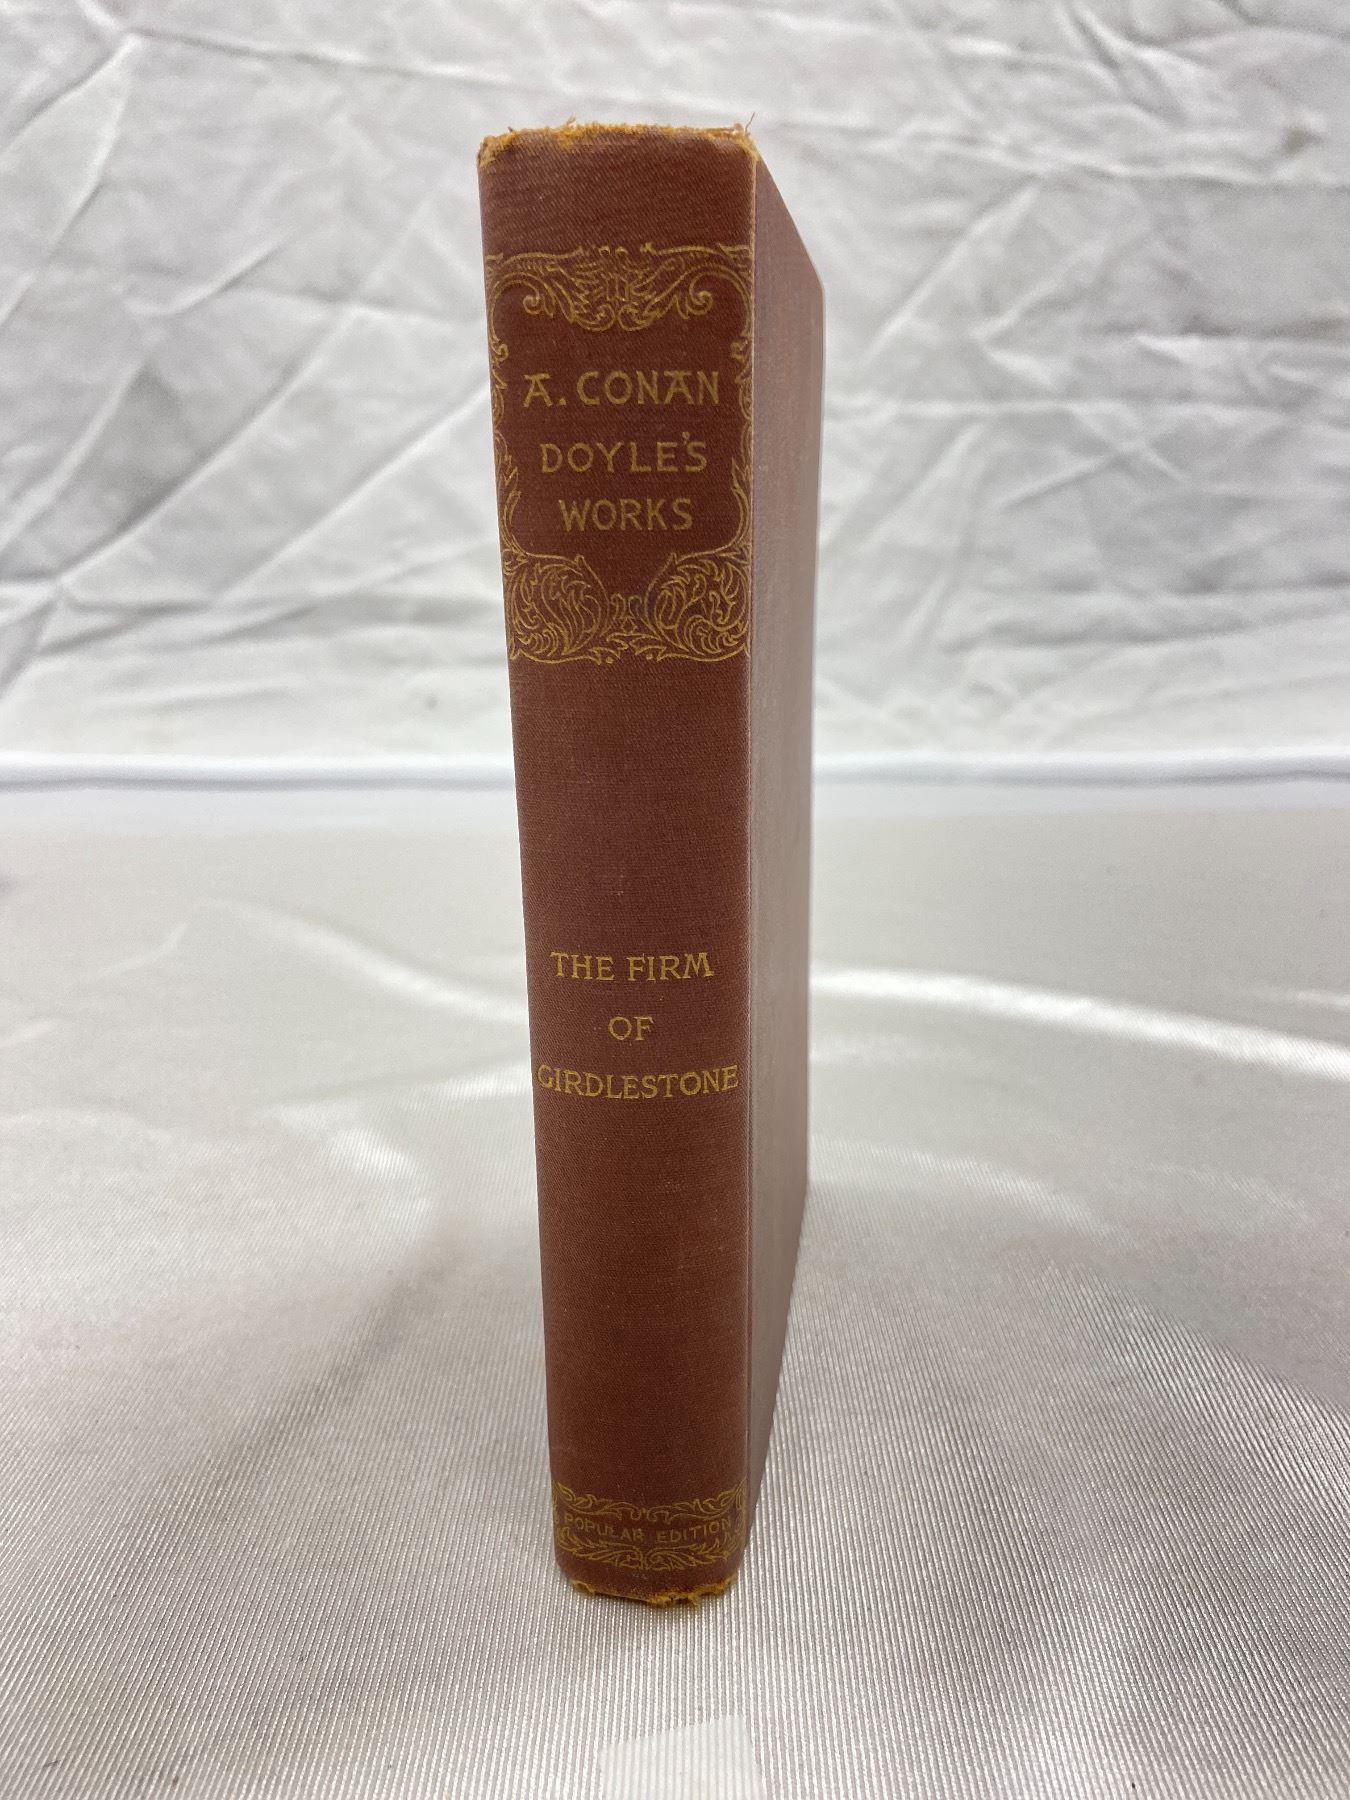 A. CONAN
DOYLE'S
WORKS
THE FIRM
OF
GIRDLESTONE
POPULAR EDITION